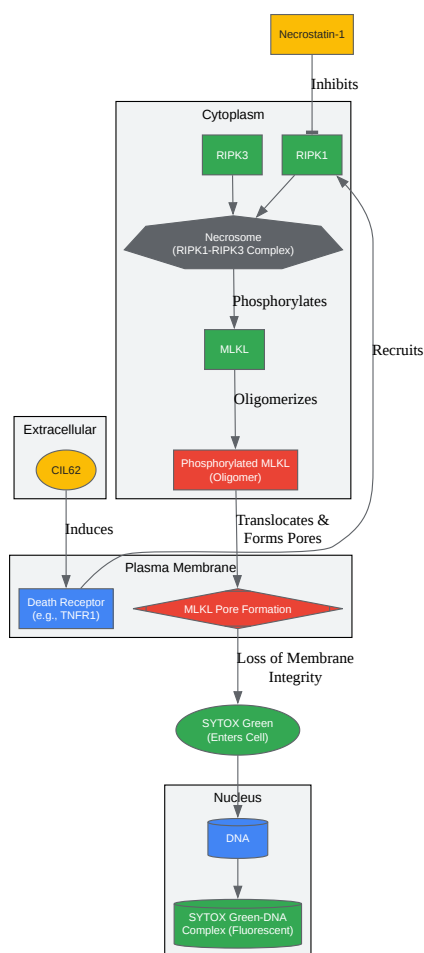 Necrostatin-1
Inhibits
Cytoplasm
RIPK3
RIPK1
Necrosome
(RIPK1-RIPK3 Complex)
Phosphorylates
MLKL
Recruits
Oligomerizes
Extracellular
CIL62
Phosphorylated MLKL
(Oligomer)
Induces
Translocates &
Forms Pores
Plasma Membrane
Death Receptor
(e.g., TNFR1)
MLKL Pore Formation
Loss of Membrane
Integrity
SYTOX Green
(Enters Cell)
Nucleus
DNA
SYTOX Green-DNA
Complex (Fluorescent)